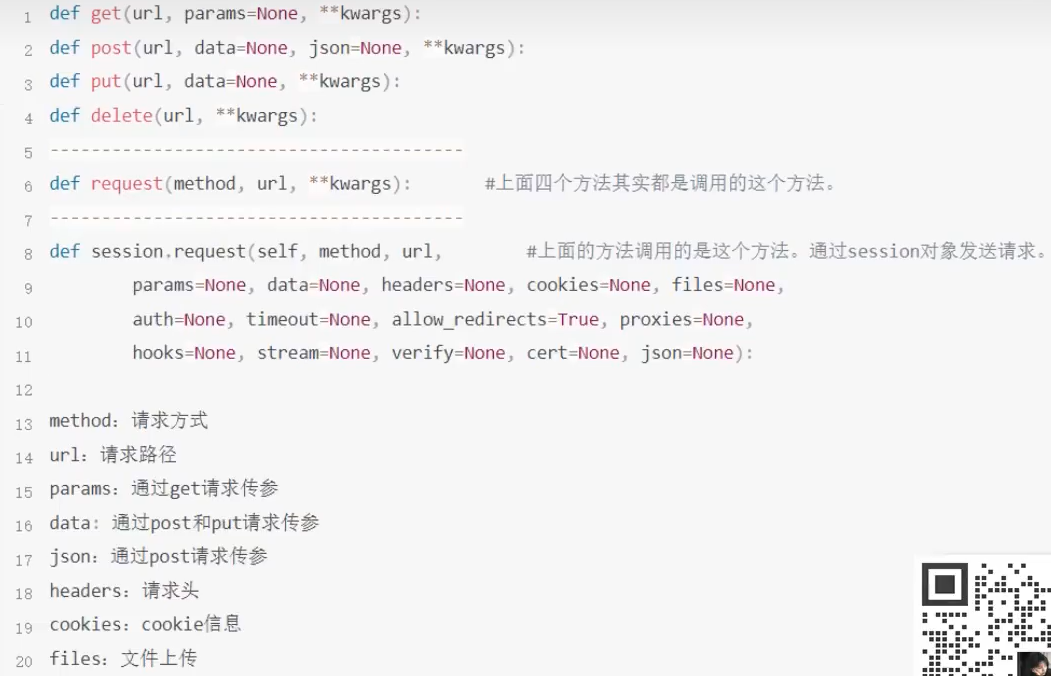 1 def get(url, params=None, **kwargs):
2 def post(url, data=None, json=None, **kwargs):
3 def put(url, data=None, **kwargs):
4 def delete(url, **kwargs):
5 ----------------------------------------
6 def request(method, url, **kwargs): #上面四个方法其实都是调用的这个方法。
7 ----------------------------------------
8 def session.request(self, method, url, #上面的方法调用的是这个方法。通过session对象发送请求。
9 params=None, data=None, headers=None, cookies=None, files=None,
10 auth=None, timeout=None, allow_redirects=True, proxies=None,
11 hooks=None, stream=None, verify=None, cert=None, json=None):
12
13 method：请求方式
14 url：请求路径
15 params：通过get请求传参
16 data：通过post和put请求传参
17 json：通过post请求传参
18 headers：请求头
19 cookies：cookie信息
20 files：文件上传